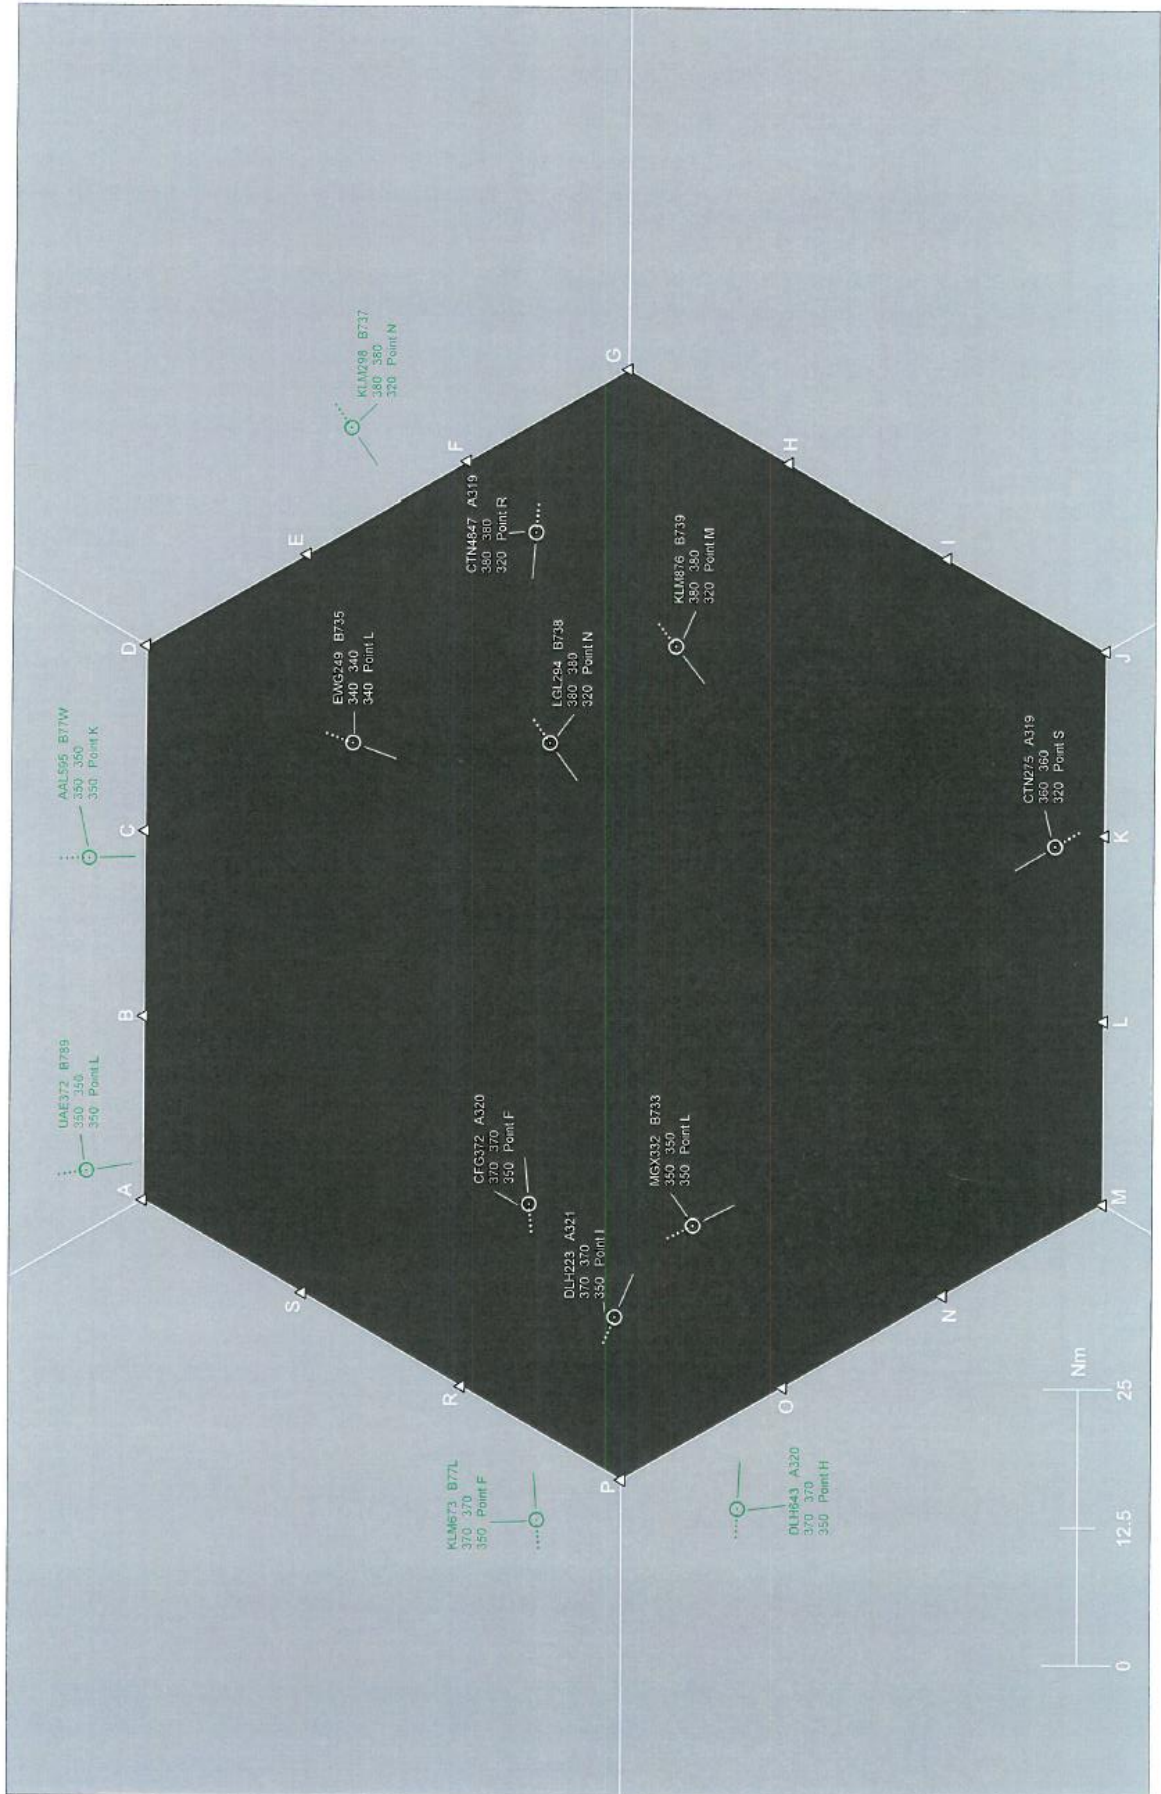 UAE372 B789
350 350
350 Point L
AAL595 B77W
350 350
350 Point K
A
B
C
D
S
E
EWG249 B735
340 340
340 Point L
KLM298 B737
380 380
320 Point N
R
F
CTN4847 A319
380 380
320 Point R
CFG372 A320
370 370
350 Point F
KLM673 B77L
370 370
350 Point F
LGL294 B738
380 380
320 Point N
DLH223 A321
370 370
350 Point I
P
G
MGX332 B733
350 350
350 Point L
KLM876 B739
380 380
320 Point M
DLH643 A320
370 370
350 Point H
O
H
N
I
CTN275 A319
360 360
320 Point S
M
L
K
J
Nm
0 12.5 25